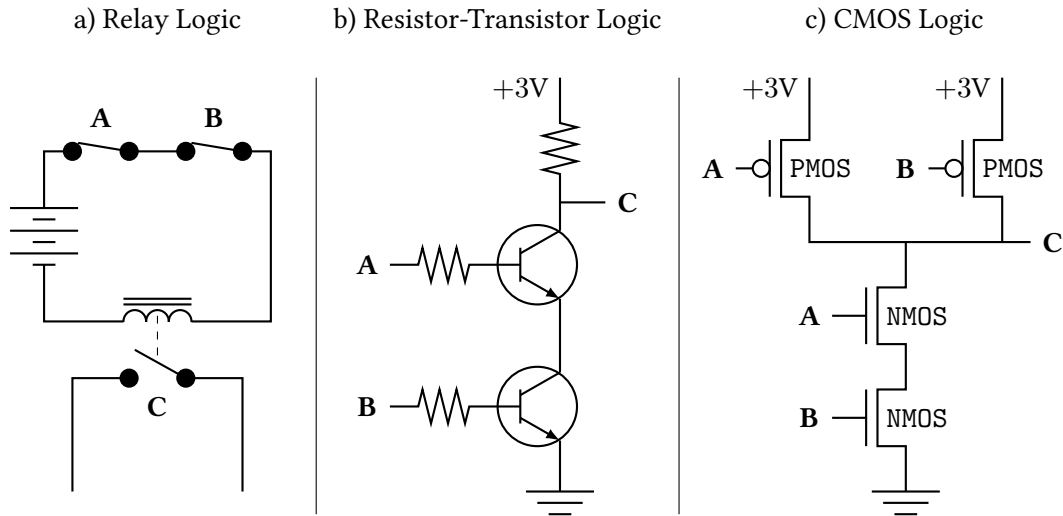 a) Relay Logic
A
B
C
b) Resistor-Transistor Logic
+3V
C
A
B
c) CMOS Logic
+3V
+3V
A
PMOS
B
PMOS
C
A
NMOS
B
NMOS